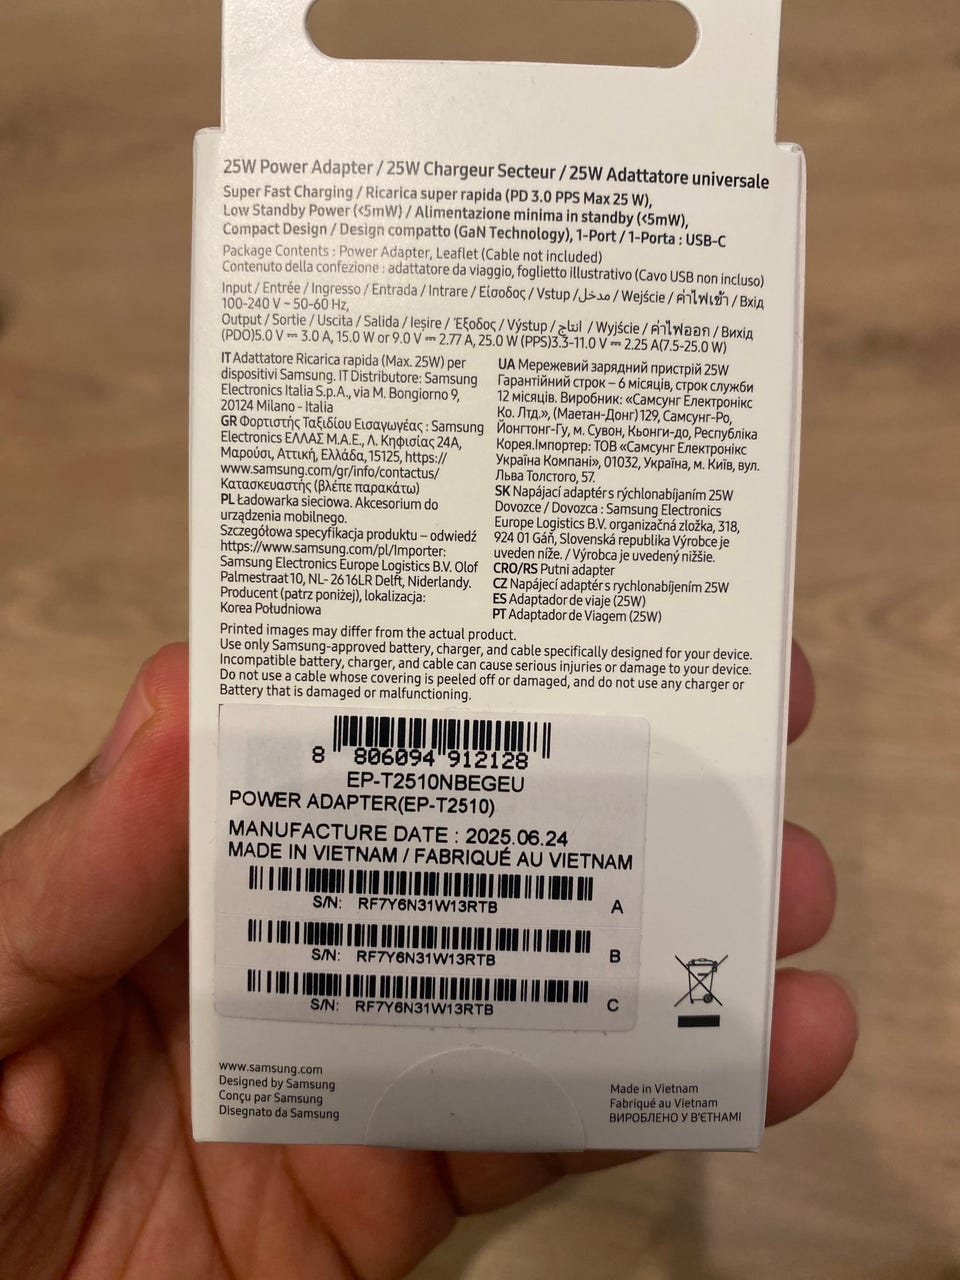 25W Power Adapter / 25W Chargeur Secteur / 25W Adattatore universale
Super Fast Charging / Ricarica super rapida (PD 3.0 PPS Max 25 W),
Low Standby Power (<5mW) / Alimentazione minima in standby (<5mW),
Compact Design / Design compatto (GaN Technology), 1-Port / 1-Porta : USB-C
Package Contents : Power Adapter, Leaflet (Cable not included)
Contenuto della confezione : adattatore da viaggio, foglietto illustrativo (Cavo USB non incluso)
Input / Entrée / Ingresso / Entrada / Intrare / Είσοδος / Vstup / مدخل / Wejście / ค่าไฟเข้า / Вхід
100-240 V ~ 50-60 Hz,
Output / Sortie / Uscita / Salida / Ieșire / Έξοδος / Výstup / إنتاج / Wyjście / ค่าไฟออก / Вихід
(PDO)5.0 V ⎓ 3.0 A, 15.0 W or 9.0 V ⎓ 2.77 A, 25.0 W (PPS)3.3-11.0 V ⎓ 2.25 A(7.5-25.0 W)
IT Adattatore Ricarica rapida (Max. 25W) per
dispositivi Samsung. IT Distributore: Samsung
Electronics Italia S.p.A., via M. Bongiorno 9,
20124 Milano - Italia
GR Φορτιστής Ταξιδίου Εισαγωγέας : Samsung
Electronics ΕΛΛΑΣ Μ.Α.Ε., Λ. Κηφισίας 24Α,
Μαρούσι, Αττική, Ελλάδα, 15125, https://
www.samsung.com/gr/info/contactus/
Κατασκευαστής (βλέπε παρακάτω)
PL Ładowarka sieciowa. Akcesorium do
urządzenia mobilnego.
Szczegółowa specyfikacja produktu – odwiedź
https://www.samsung.com/pl/Importer:
Samsung Electronics Europe Logistics B.V. Olof
Palmestraat 10, NL- 2616LR Delft, Niderlandy.
Producent (patrz poniżej), lokalizacja:
Korea Południowa
UA Мережевий зарядний пристрій 25W
Гарантійний строк – 6 місяців, строк служби
12 місяців. Виробник: «Самсунг Електронікс
Ко. Лтд.», (Маетан-Донг) 129, Самсунг-Ро,
Йонгтонг-Гу, м. Сувон, Кьонги-до, Республіка
Корея.Імпортер: ТОВ «Самсунг Електронікс
Україна Компані», 01032, Україна, м. Київ, вул.
Льва Толстого, 57.
SK Napájací adaptér s rýchlonabíjaním 25W
Dovozce / Dovozca : Samsung Electronics
Europe Logistics B.V. organizačná zložka, 318,
924 01 Gáň, Slovenská republika Výrobce je
uveden níže. / Výrobca je uvedený nižšie.
CRO/RS Putni adapter
CZ Napájecí adaptér s rychlonabíjením 25W
ES Adaptador de viaje (25W)
PT Adaptador de Viagem (25W)
Printed images may differ from the actual product.
Use only Samsung-approved battery, charger, and cable specifically designed for your device.
Incompatible battery, charger, and cable can cause serious injuries or damage to your device.
Do not use a cable whose covering is peeled off or damaged, and do not use any charger or
Battery that is damaged or malfunctioning.
8 806094 912128
EP-T2510NBEGEU
POWER ADAPTER(EP-T2510)
MANUFACTURE DATE : 2025.06.24
MADE IN VIETNAM / FABRIQUÉ AU VIETNAM
S/N: RF7Y6N31W13RTB A
S/N: RF7Y6N31W13RTB B
S/N: RF7Y6N31W13RTB C
www.samsung.com
Designed by Samsung
Conçu par Samsung
Disegnato da Samsung
Made in Vietnam
Fabriqué au Vietnam
ВИРОБЛЕНО У В'ЄТНАМІ